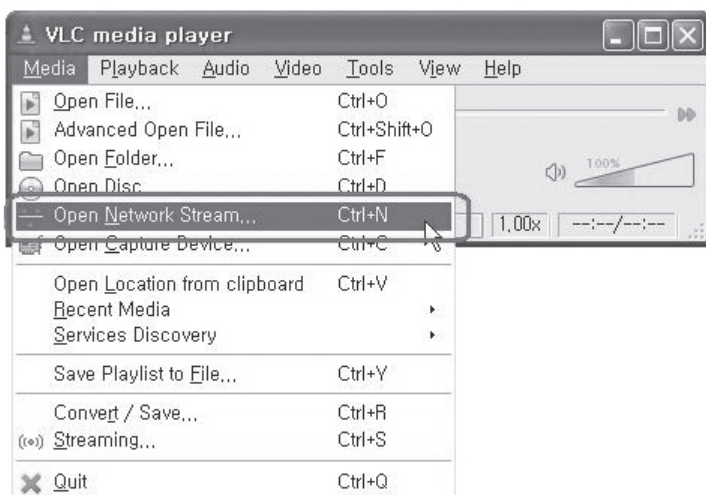 VLC media player
Media Playback Audio Video Tools View Help
Open File... Ctrl+O
Advanced Open File... Ctrl+Shift+O
Open Folder... Ctrl+F
100%
Open Disc Ctrl+D
Open Network Stream... Ctrl+N
1,00x --:--/--:--
Open Capture Device... Ctrl+C
Open Location from clipboard Ctrl+V
Recent Media
Services Discovery
Save Playlist to File... Ctrl+Y
Convert / Save... Ctrl+R
Streaming... Ctrl+S
Quit Ctrl+Q